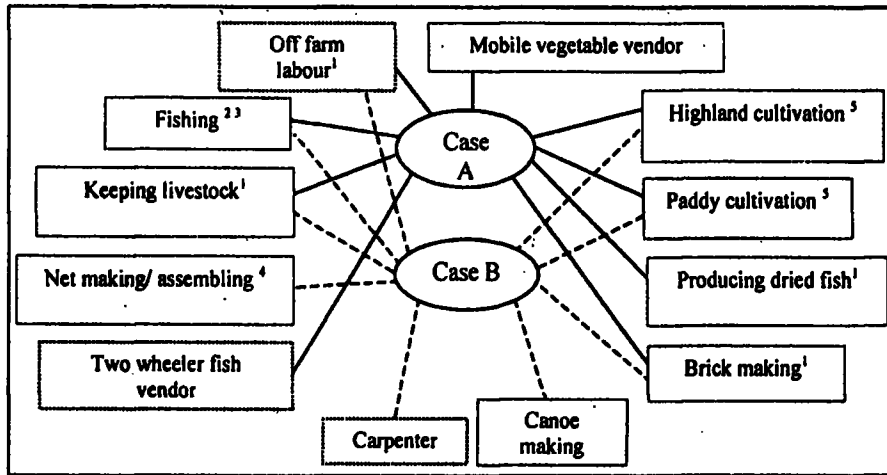 Off farm
labour¹
Mobile vegetable vendor
Fishing ² ³
Highland cultivation ⁵
Case
A
Keeping livestock¹
Paddy cultivation ⁵
Case B
Net making/ assembling ⁴
Producing dried fish¹
Two wheeler fish
vendor
Brick making¹
Carpenter
Canoe
making